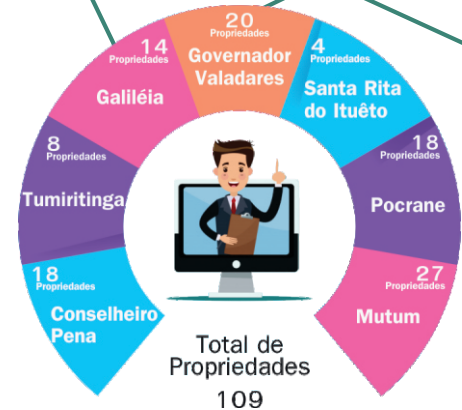 20
Propriedades
Governador
Valadares
14
Propriedades
Galiléia
4
Propriedades
Santa Rita
do Ituêto
8
Propriedades
Tumiritinga
18
Propriedades
Pocrane
18
Propriedades
Conselheiro
Pena
27
Propriedades
Mutum
Total de
Propriedades
109